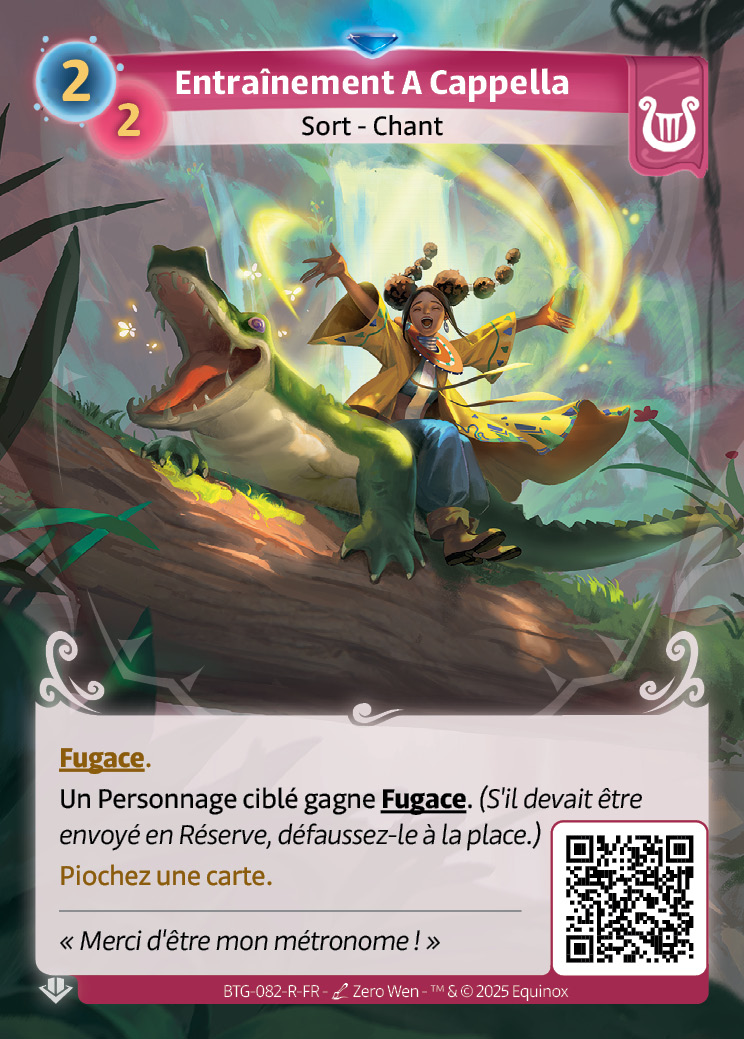 2
Entraînement A Cappella
2
Sort - Chant
Fugace.
Un Personnage ciblé gagne Fugace. (S'il devait être
envoyé en Réserve, défaussez-le à la place.)
Piochez une carte.
« Merci d'être mon métronome ! »
BTG-082-R-FR - Zero Wen - ™ & © 2025 Equinox